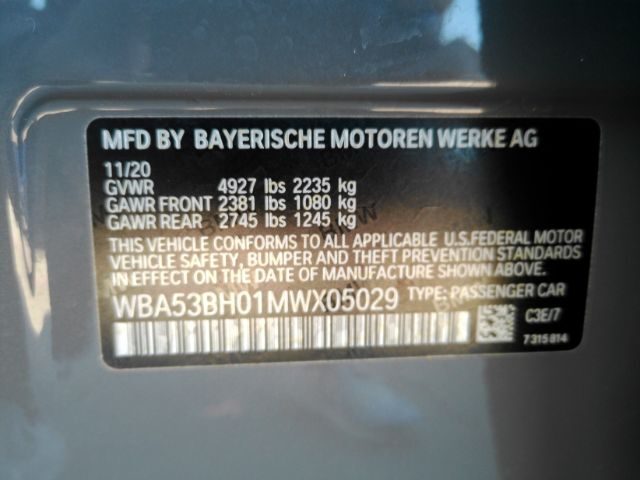 MFD BY BAYERISCHE MOTOREN WERKE AG
11/20
GVWR 4927 lbs 2235 kg
GAWR FRONT 2381 lbs 1080 kg
GAWR REAR 2745 lbs 1245 kg
THIS VEHICLE CONFORMS TO ALL APPLICABLE U.S.FEDERAL MOTOR
VEHICLE SAFETY, BUMPER AND THEFT PREVENTION STANDARDS
IN EFFECT ON THE DATE OF MANUFACTURE SHOWN ABOVE.
WBA53BH01MWX05029 TYPE: PASSENGER CAR
C3E/7
7315814